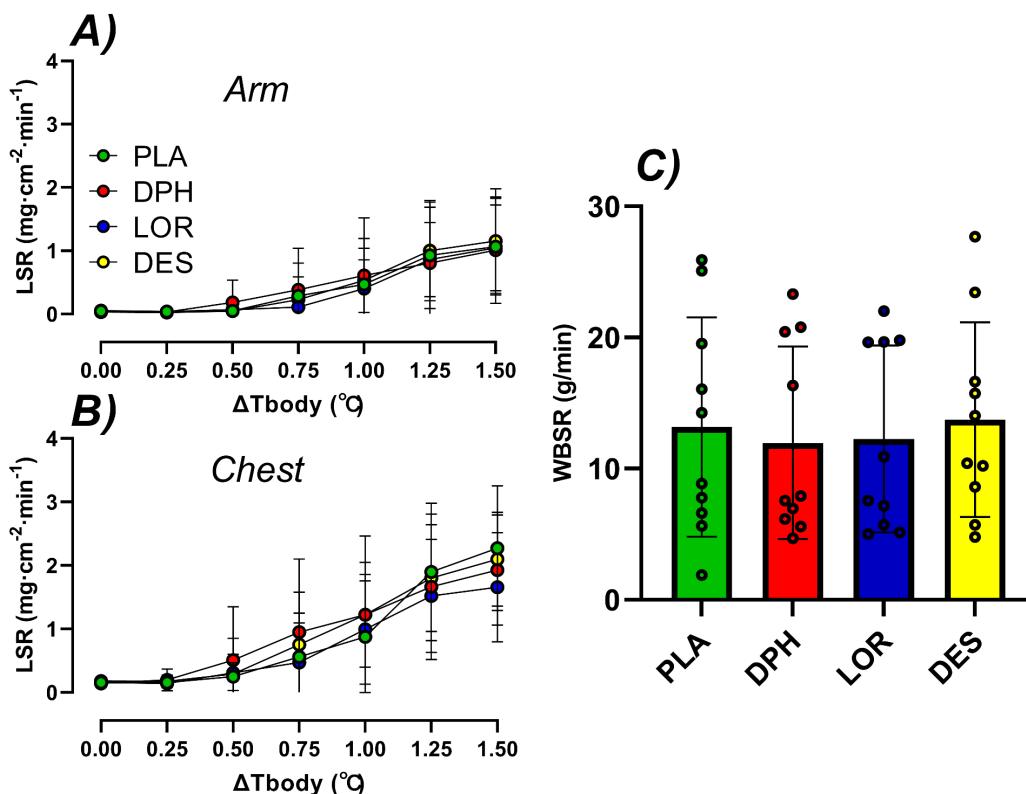 A)
Arm
LSR (mg·cm⁻²·min⁻¹)
4
3
2
1
0
PLA
DPH
LOR
DES
0.00 0.25 0.50 0.75 1.00 1.25 1.50
ΔTbody (°C)
B)
Chest
LSR (mg·cm⁻²·min⁻¹)
4
3
2
1
0
0.00 0.25 0.50 0.75 1.00 1.25 1.50
ΔTbody (°C)
C)
WBSR (g/min)
30
20
10
0
PLA DPH LOR DES